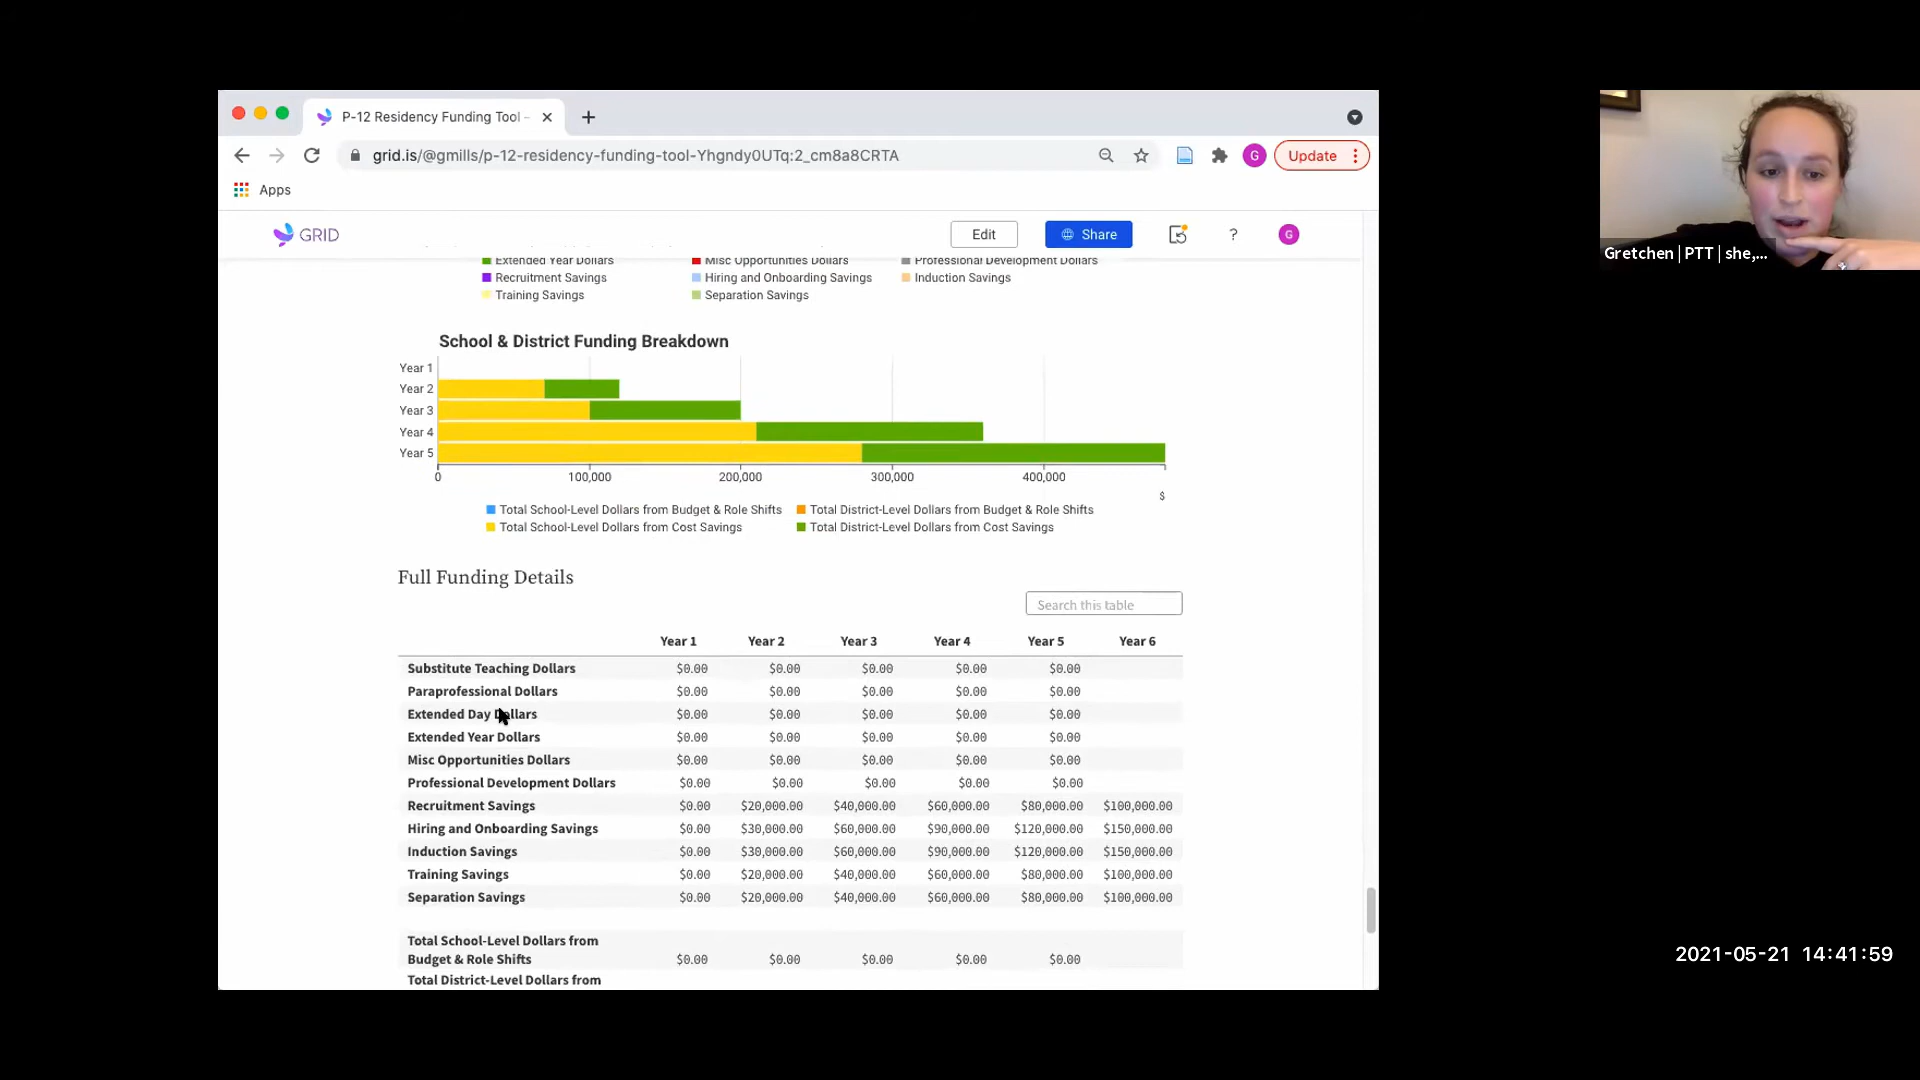 P-12 Residency Funding Tool -
grid.is/@gmills/p-12-residency-funding-tool-Yhgndy0UTq:2_cm8a8CRTA
G
Update
Apps
GRID
Edit
Share
?
G
Gretchen | PTT | she,...
Extended Year Dollars
Misc Opportunities Dollars
Professional Development Dollars
Recruitment Savings
Hiring and Onboarding Savings
Induction Savings
Training Savings
Separation Savings
School & District Funding Breakdown
Year 1
Year 2
Year 3
Year 4
Year 5
0 100,000 200,000 300,000 400,000
$
Total School-Level Dollars from Budget & Role Shifts
Total District-Level Dollars from Budget & Role Shifts
Total School-Level Dollars from Cost Savings
Total District-Level Dollars from Cost Savings
Full Funding Details
Search this table
Year 1 Year 2 Year 3 Year 4 Year 5 Year 6
Substitute Teaching Dollars $0.00 $0.00 $0.00 $0.00 $0.00
Paraprofessional Dollars $0.00 $0.00 $0.00 $0.00 $0.00
Extended Day Dollars $0.00 $0.00 $0.00 $0.00 $0.00
Extended Year Dollars $0.00 $0.00 $0.00 $0.00 $0.00
Misc Opportunities Dollars $0.00 $0.00 $0.00 $0.00 $0.00
Professional Development Dollars $0.00 $0.00 $0.00 $0.00 $0.00
Recruitment Savings $0.00 $20,000.00 $40,000.00 $60,000.00 $80,000.00 $100,000.00
Hiring and Onboarding Savings $0.00 $30,000.00 $60,000.00 $90,000.00 $120,000.00 $150,000.00
Induction Savings $0.00 $30,000.00 $60,000.00 $90,000.00 $120,000.00 $150,000.00
Training Savings $0.00 $20,000.00 $40,000.00 $60,000.00 $80,000.00 $100,000.00
Separation Savings $0.00 $20,000.00 $40,000.00 $60,000.00 $80,000.00 $100,000.00
Total School-Level Dollars from
Budget & Role Shifts $0.00 $0.00 $0.00 $0.00 $0.00
Total District-Level Dollars from
2021-05-21 14:41:59